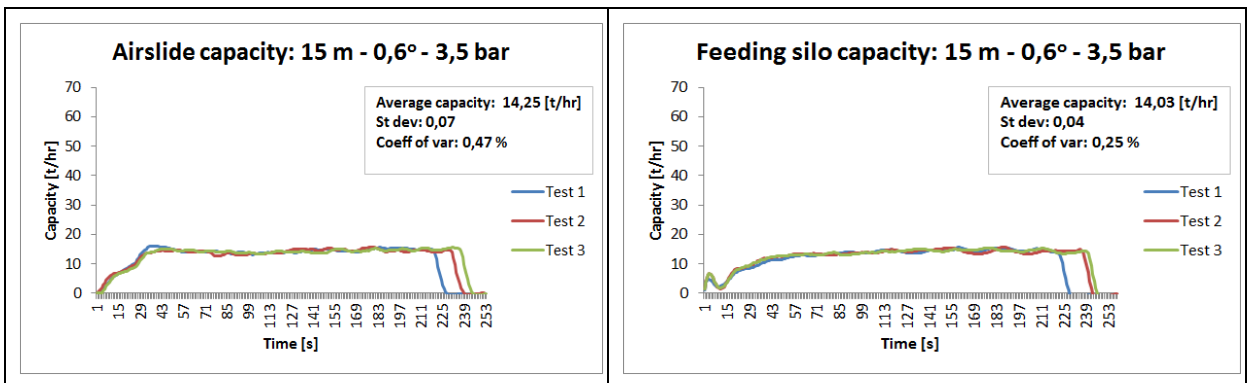 Airslide capacity: 15 m - 0,6º - 3,5 bar
Capacity [t/hr]
70
60
50
40
30
20
10
0
Average capacity: 14,25 [t/hr]
St dev: 0,07
Coeff of var: 0,47 %
Test 1
Test 2
Test 3
1 15 29 43 57 71 85 99 113 127 141 155 169 183 197 211 225 239 253
Time [s]
Feeding silo capacity: 15 m - 0,6º - 3,5 bar
Capacity [t/hr]
70
60
50
40
30
20
10
0
Average capacity: 14,03 [t/hr]
St dev: 0,04
Coeff of var: 0,25 %
Test 1
Test 2
Test 3
1 15 29 43 57 71 85 99 113 127 141 155 169 183 197 211 225 239 253
Time [s]